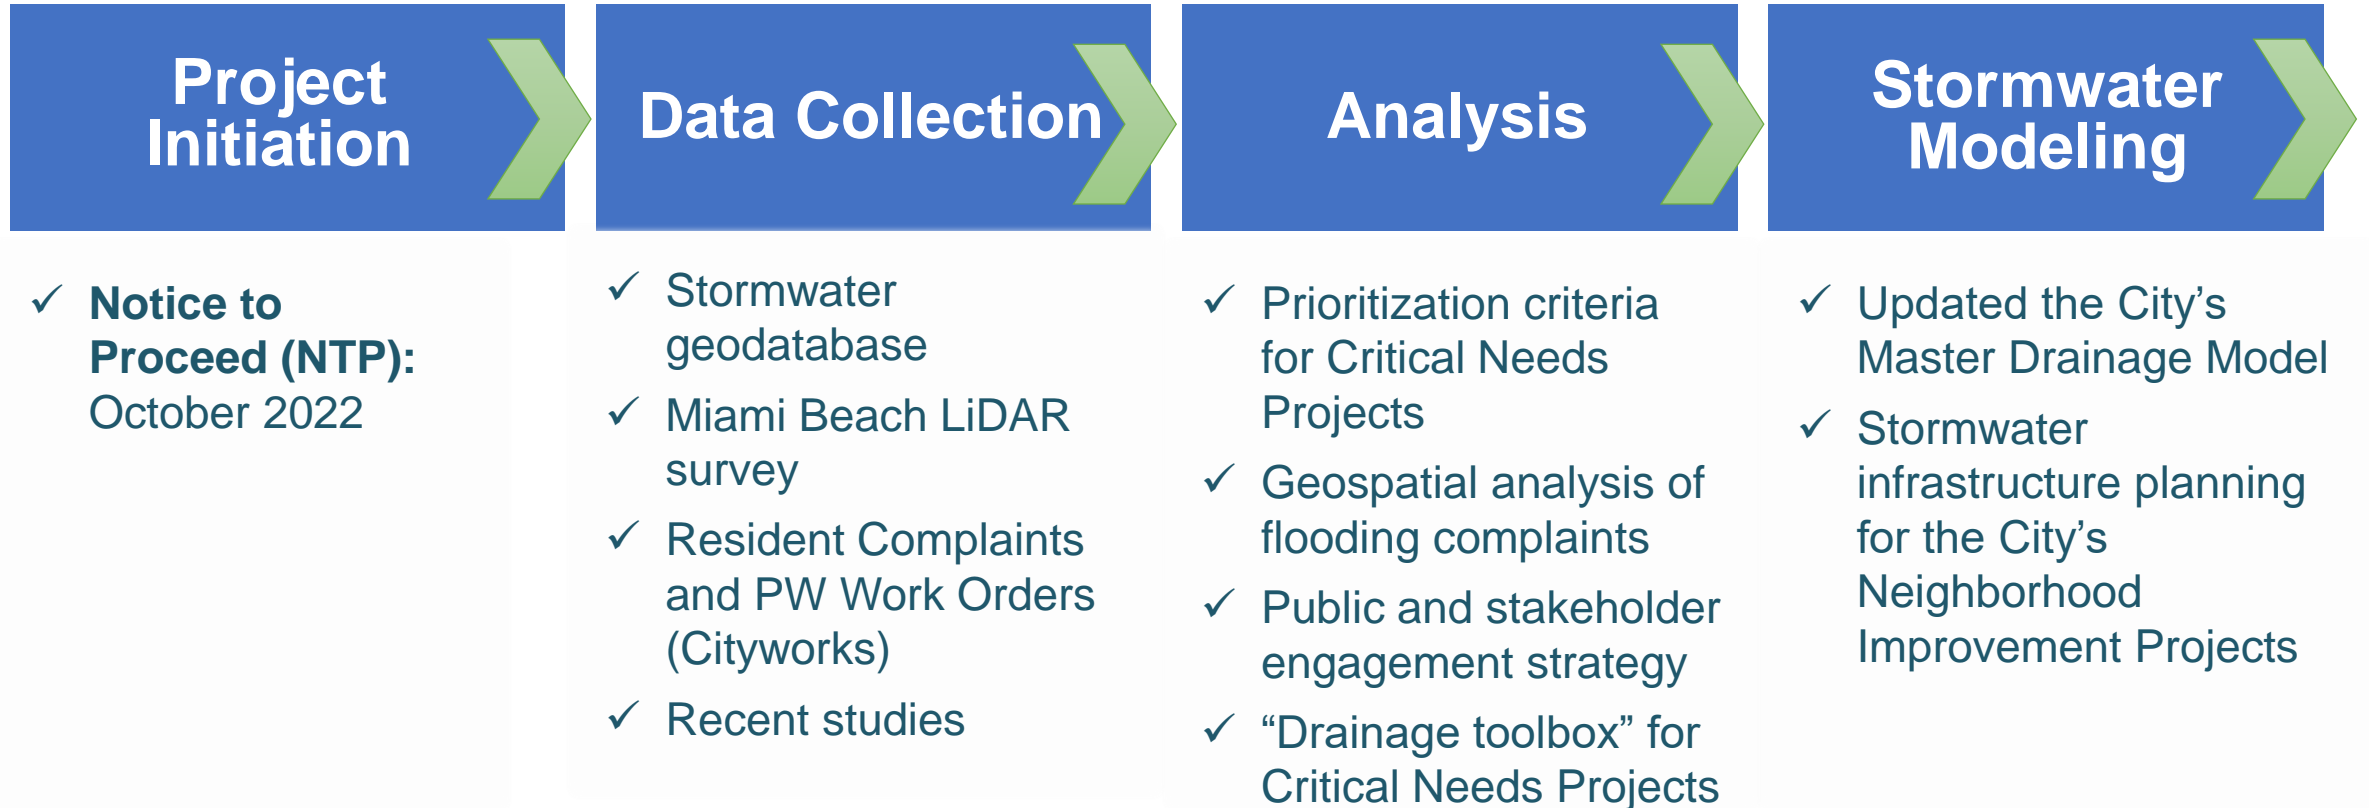 Project
Initiation
✓ Notice to
Proceed (NTP):
October 2022
Data Collection
✓ Stormwater
geodatabase
✓ Miami Beach LiDAR
survey
✓ Resident Complaints
and PW Work Orders
(Cityworks)
✓ Recent studies
Analysis
✓ Prioritization criteria
for Critical Needs
Projects
✓ Geospatial analysis of
flooding complaints
✓ Public and stakeholder
engagement strategy
✓ “Drainage toolbox” for
Critical Needs Projects
Stormwater
Modeling
✓ Updated the City’s
Master Drainage Model
✓ Stormwater
infrastructure planning
for the City’s
Neighborhood
Improvement Projects